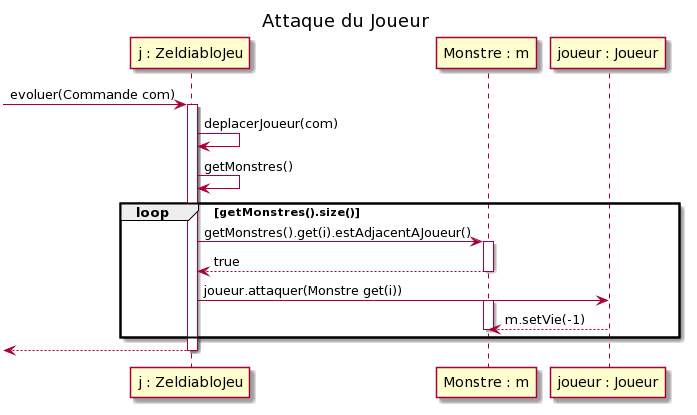 Attaque du Joueur
j : ZeldiabloJeu
Monstre : m
joueur : Joueur
evoluer(Commande com)
deplacerJoueur(com)
getMonstres()
loop
[getMonstres().size()]
getMonstres().get(i).estAdjacentAJoueur()
true
joueur.attaquer(Monstre get(i))
m.setVie(-1)
j : ZeldiabloJeu
Monstre : m
joueur : Joueur